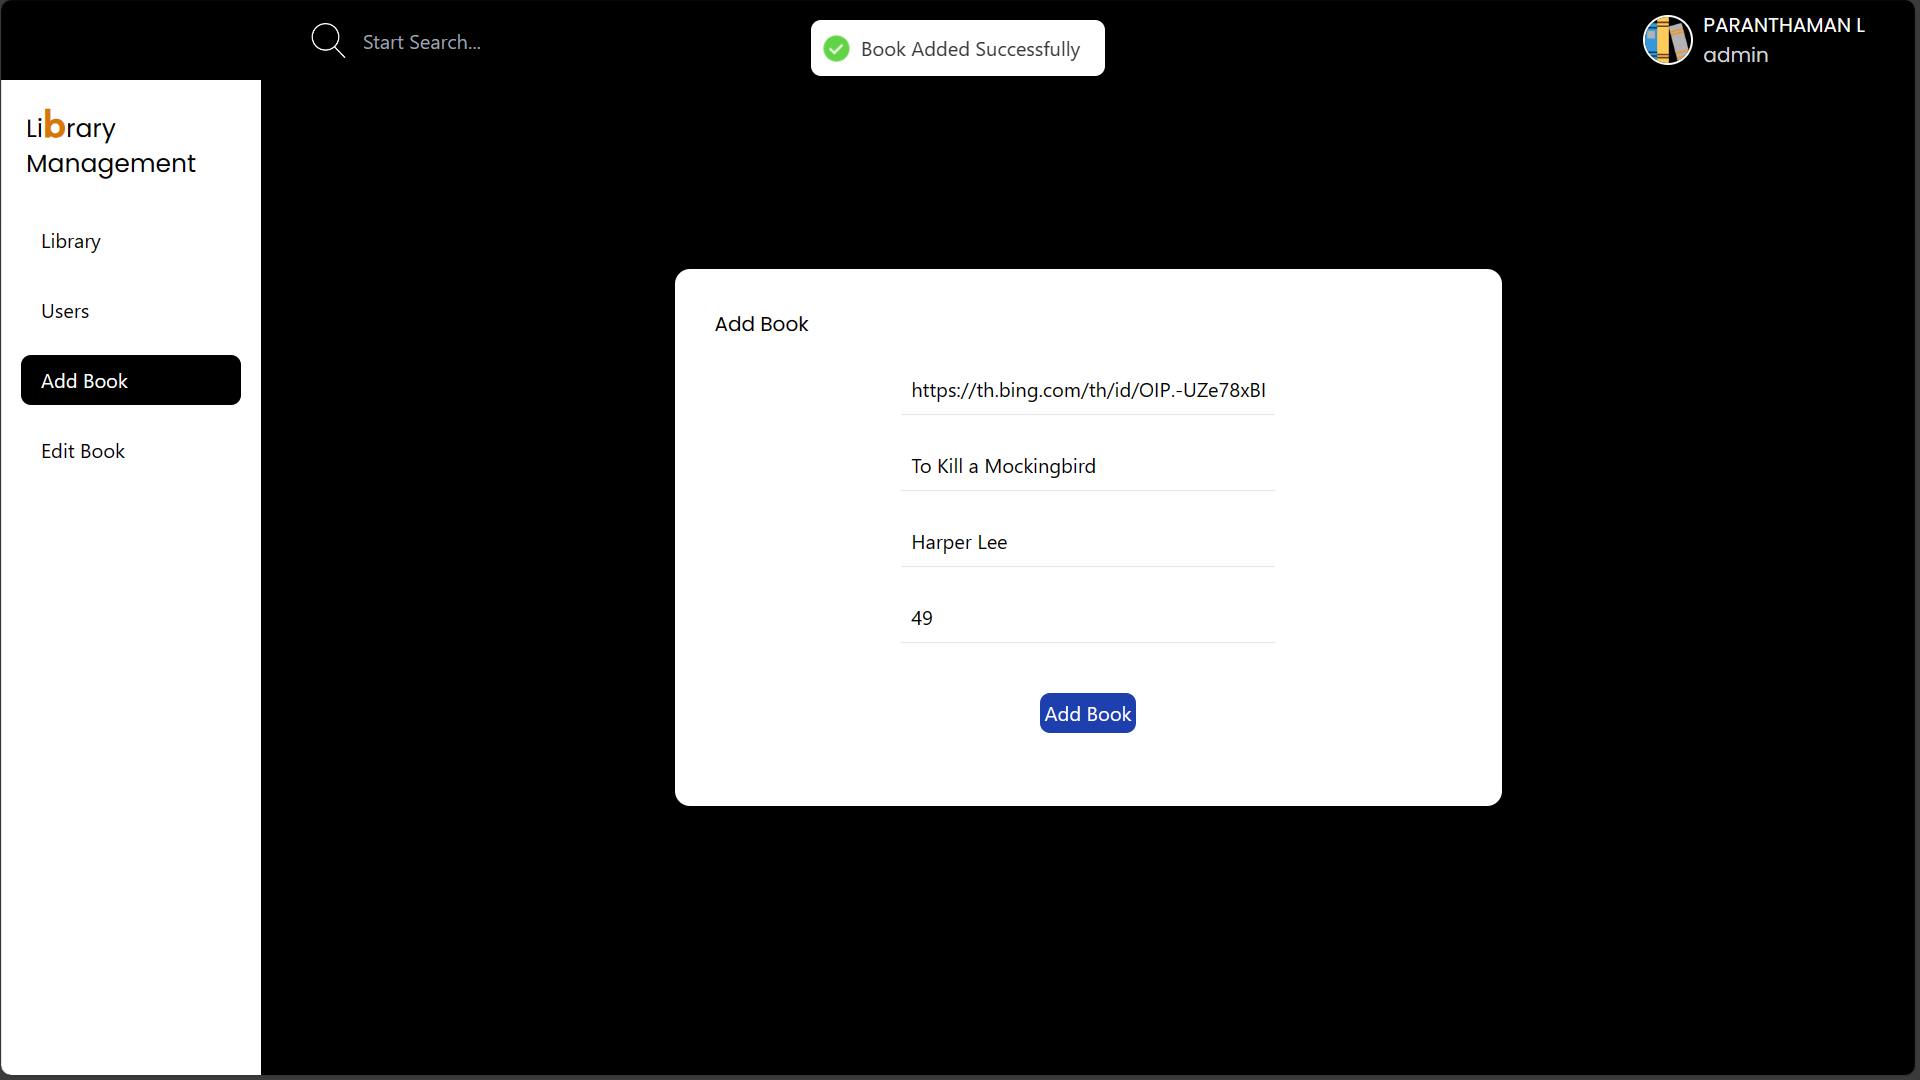 Start Search...
Book Added Successfully
PARANTHAMAN L
admin
Library
Management
Library
Users
Add Book
Edit Book
Add Book
https://th.bing.com/th/id/OIP.-UZe78xBI
To Kill a Mockingbird
Harper Lee
49
Add Book